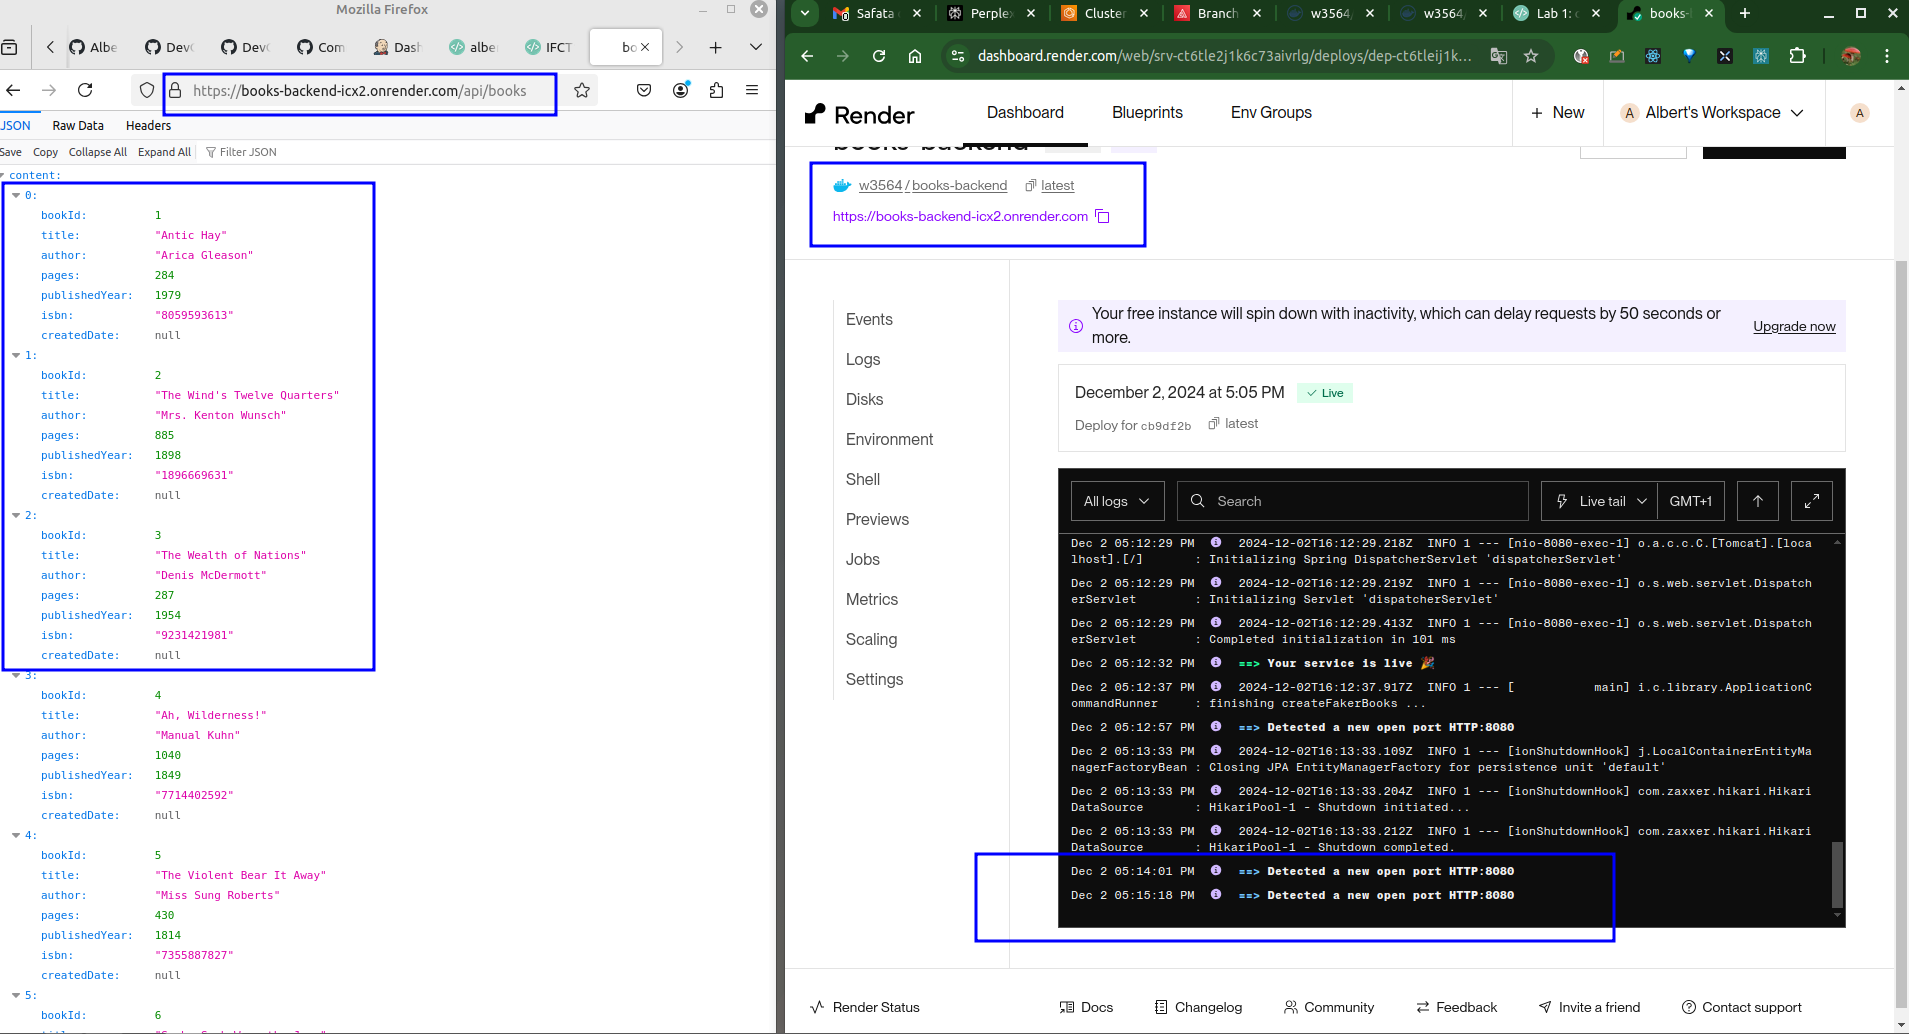 Mozilla Firefox
Albe
DevO
DevO
Com
Dash
alber
IFCT
bo
https://books-backend-icx2.onrender.com/api/books
JSON
Raw Data
Headers
Save
Copy
Collapse All
Expand All
Filter JSON
content:
0:
bookId: 1
title: "Antic Hay"
author: "Arica Gleason"
pages: 284
publishedYear: 1979
isbn: "8059593613"
createdDate: null
1:
bookId: 2
title: "The Wind's Twelve Quarters"
author: "Mrs. Kenton Wunsch"
pages: 885
publishedYear: 1898
isbn: "1896669631"
createdDate: null
2:
bookId: 3
title: "The Wealth of Nations"
author: "Denis McDermott"
pages: 287
publishedYear: 1954
isbn: "9231421981"
createdDate: null
3:
bookId: 4
title: "Ah, Wilderness!"
author: "Manual Kuhn"
pages: 1040
publishedYear: 1849
isbn: "7714402592"
createdDate: null
4:
bookId: 5
title: "The Violent Bear It Away"
author: "Miss Sung Roberts"
pages: 430
publishedYear: 1814
isbn: "7355887827"
createdDate: null
5:
bookId: 6
Safata
Perplex
Cluster
Branch
w3564/
w3564/
Lab 1:
books-
dashboard.render.com/web/srv-ct6tle2j1k6c73aivrlg/deploys/dep-ct6tleij1k...
Render
Dashboard
Blueprints
Env Groups
+ New
A Albert's Workspace
A
books-backend
w3564/books-backend
latest
https://books-backend-icx2.onrender.com
Events
Logs
Disks
Environment
Shell
Previews
Jobs
Metrics
Scaling
Settings
Your free instance will spin down with inactivity, which can delay requests by 50 seconds or
more.
Upgrade now
December 2, 2024 at 5:05 PM
Live
Deploy for cb9df2b
latest
All logs
Search
Live tail
GMT+1
Dec 2 05:12:29 PM 2024-12-02T16:12:29.218Z INFO 1 --- [nio-8080-exec-1] o.a.c.c.C.[Tomcat].[loca
lhost].[/] : Initializing Spring DispatcherServlet 'dispatcherServlet'
Dec 2 05:12:29 PM 2024-12-02T16:12:29.219Z INFO 1 --- [nio-8080-exec-1] o.s.web.servlet.Dispatch
erServlet : Initializing Servlet 'dispatcherServlet'
Dec 2 05:12:29 PM 2024-12-02T16:12:29.413Z INFO 1 --- [nio-8080-exec-1] o.s.web.servlet.Dispatch
erServlet : Completed initialization in 101 ms
Dec 2 05:12:32 PM ==> Your service is live 🎉
Dec 2 05:12:37 PM 2024-12-02T16:12:37.917Z INFO 1 --- [ main] i.c.library.ApplicationC
ommandRunner : finishing createFakerBooks ...
Dec 2 05:12:57 PM ==> Detected a new open port HTTP:8080
Dec 2 05:13:33 PM 2024-12-02T16:13:33.109Z INFO 1 --- [ionShutdownHook] j.LocalContainerEntityMa
nagerFactoryBean : Closing JPA EntityManagerFactory for persistence unit 'default'
Dec 2 05:13:33 PM 2024-12-02T16:13:33.204Z INFO 1 --- [ionShutdownHook] com.zaxxer.hikari.Hikari
DataSource : HikariPool-1 - Shutdown initiated...
Dec 2 05:13:33 PM 2024-12-02T16:13:33.212Z INFO 1 --- [ionShutdownHook] com.zaxxer.hikari.Hikari
DataSource : HikariPool-1 - Shutdown completed.
Dec 2 05:14:01 PM ==> Detected a new open port HTTP:8080
Dec 2 05:15:18 PM ==> Detected a new open port HTTP:8080
Render Status
Docs
Changelog
Community
Feedback
Invite a friend
Contact support